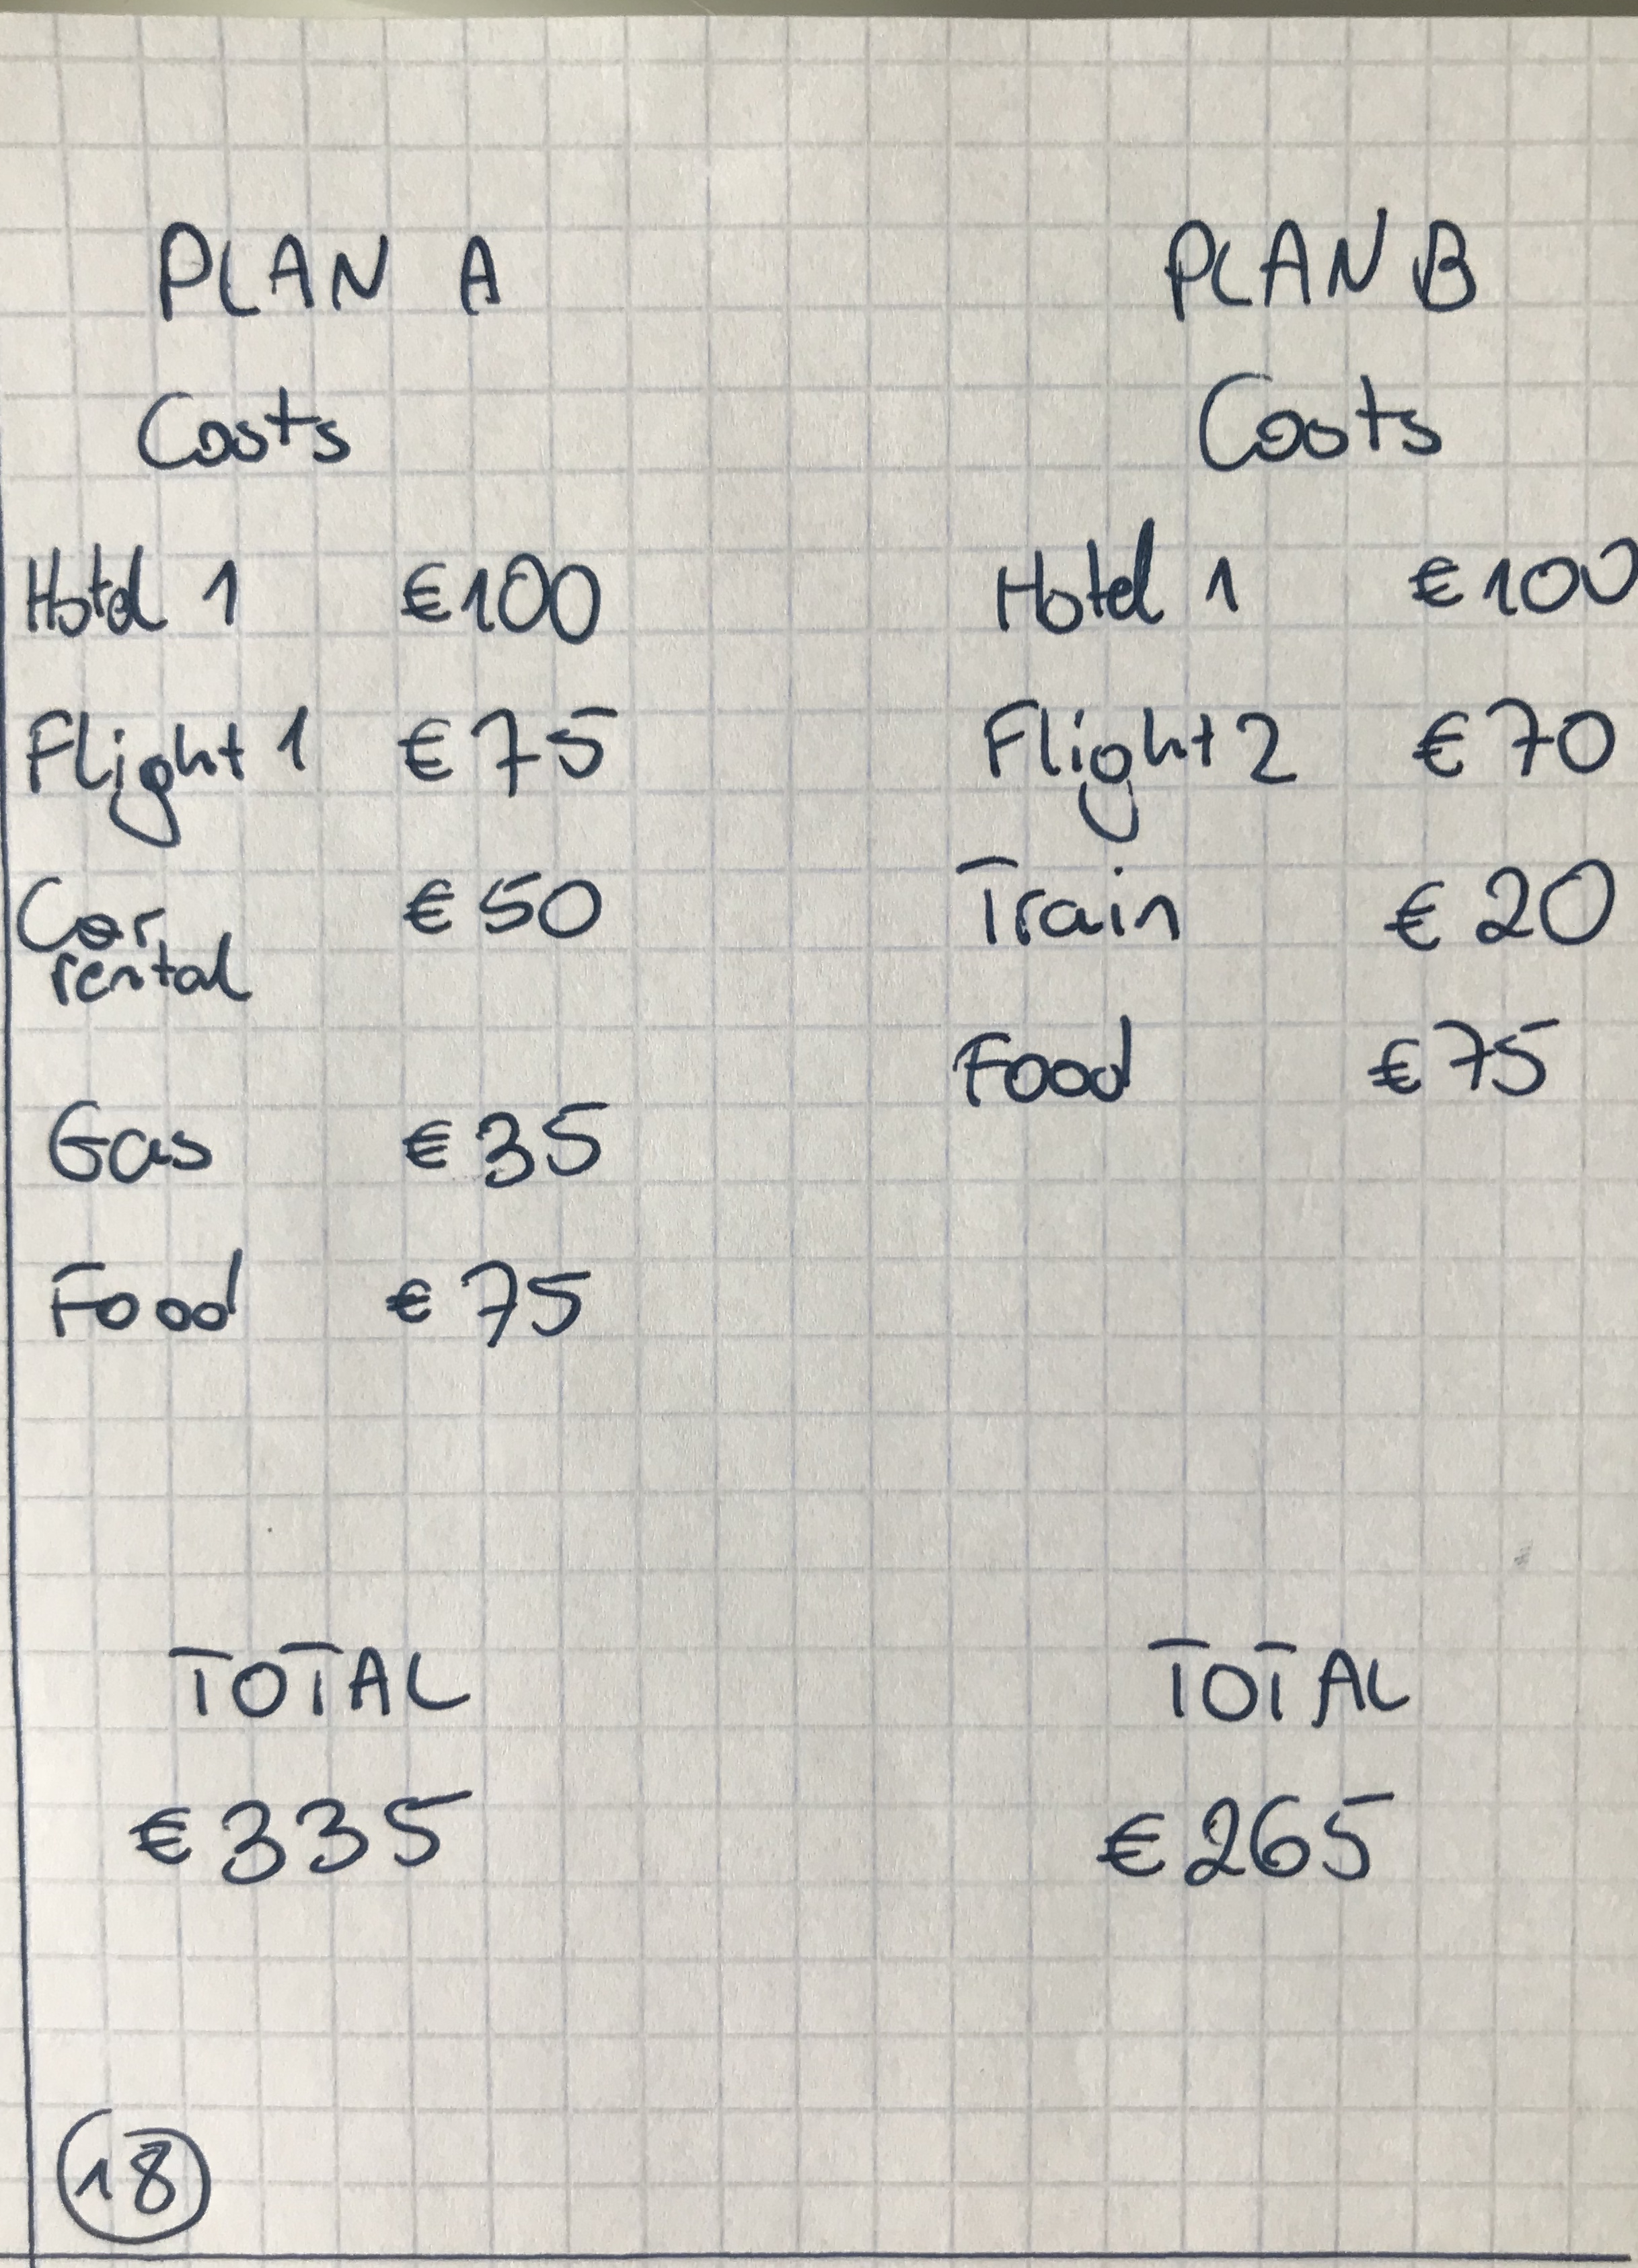 PLAN A
Costs
Hotel 1 €100
Flight 1 €75
Car €50
rental
Gas €35
Food €75
TOTAL
€335
PLAN B
Costs
Hotel 1 €100
Flight 2 €70
Train €20
Food €75
TOTAL
€265
18